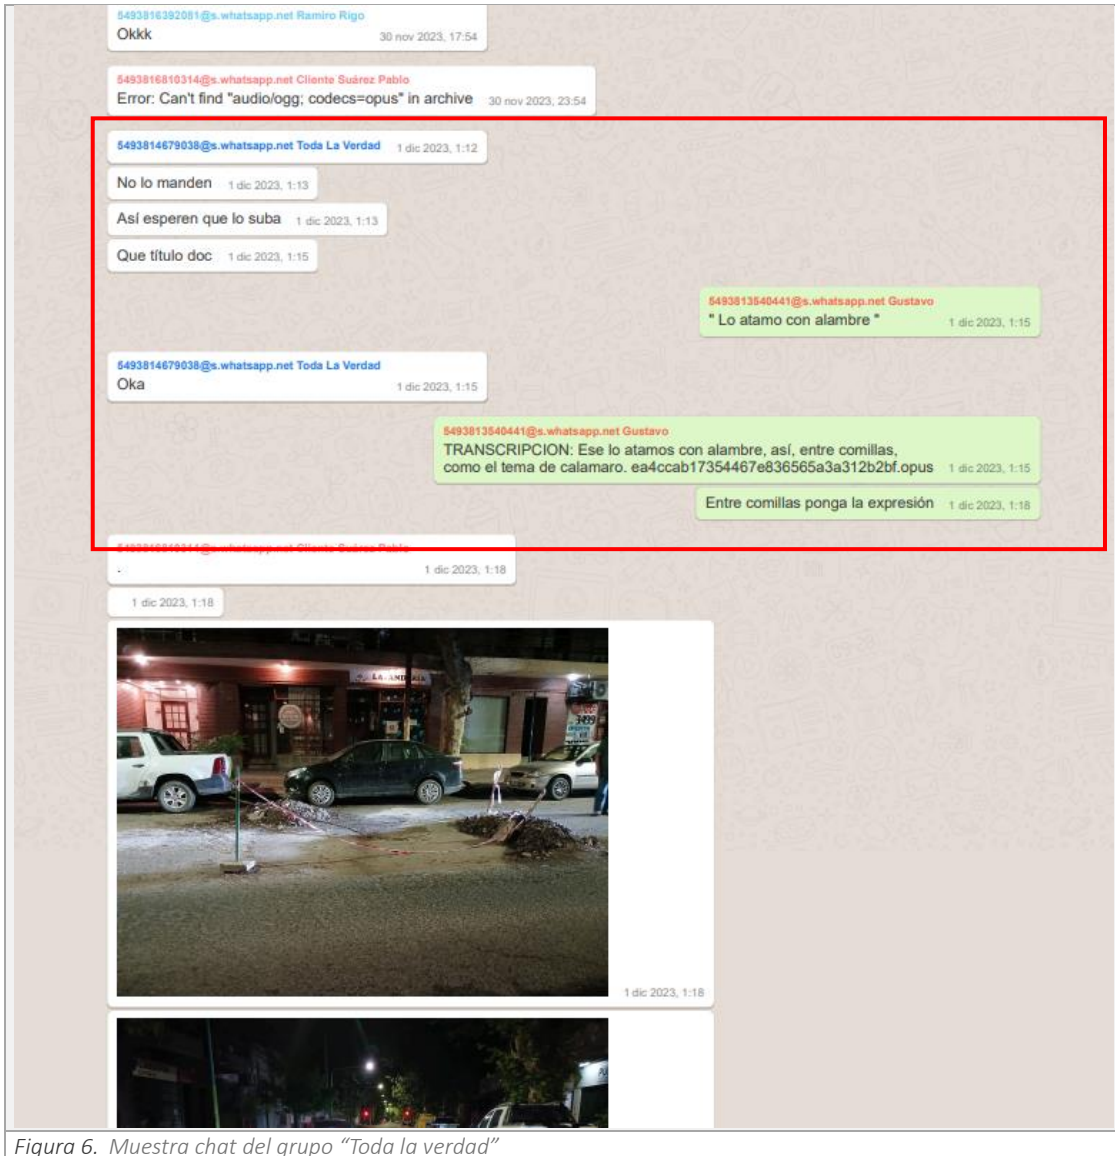 5493816392081@s.whatsapp.net Ramiro Rigo
Okkk 30 nov 2023, 17:54
5493816810314@s.whatsapp.net Cliente Suárez Pablo
Error: Can't find "audio/ogg; codecs=opus" in archive 30 nov 2023, 23:54
5493814679038@s.whatsapp.net Toda La Verdad 1 dic 2023, 1:12
No lo manden 1 dic 2023, 1:13
Así esperen que lo suba 1 dic 2023, 1:13
Que título doc 1 dic 2023, 1:15
5493813540441@s.whatsapp.net Gustavo
" Lo atamo con alambre " 1 dic 2023, 1:15
5493814679038@s.whatsapp.net Toda La Verdad
Oka 1 dic 2023, 1:15
5493813540441@s.whatsapp.net Gustavo
TRANSCRIPCION: Ese lo atamos con alambre, así, entre comillas,
como el tema de calamaro. ea4ccab17354467e836565a3a312b2bf.opus 1 dic 2023, 1:15
Entre comillas ponga la expresión 1 dic 2023, 1:18
5493816810314@s.whatsapp.net Cliente Suárez Pablo
. 1 dic 2023, 1:18
1 dic 2023, 1:18
LAVANDERIA
3499
1 dic 2023, 1:18
Figura 6. Muestra chat del grupo “Toda la verdad”